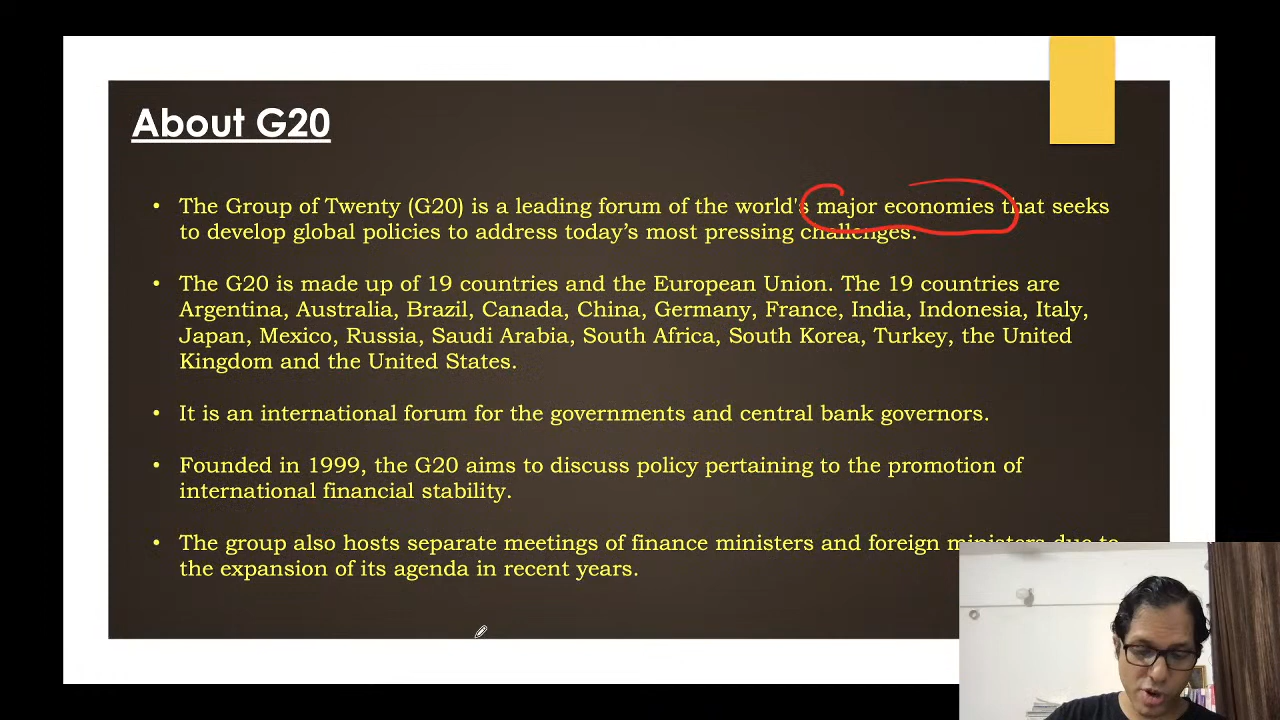 About G20
• The Group of Twenty (G20) is a leading forum of the world's major economies that seeks
to develop global policies to address today’s most pressing challenges.
• The G20 is made up of 19 countries and the European Union. The 19 countries are
Argentina, Australia, Brazil, Canada, China, Germany, France, India, Indonesia, Italy,
Japan, Mexico, Russia, Saudi Arabia, South Africa, South Korea, Turkey, the United
Kingdom and the United States.
• It is an international forum for the governments and central bank governors.
• Founded in 1999, the G20 aims to discuss policy pertaining to the promotion of
international financial stability.
• The group also hosts separate meetings of finance ministers and foreign ministers due to
the expansion of its agenda in recent years.